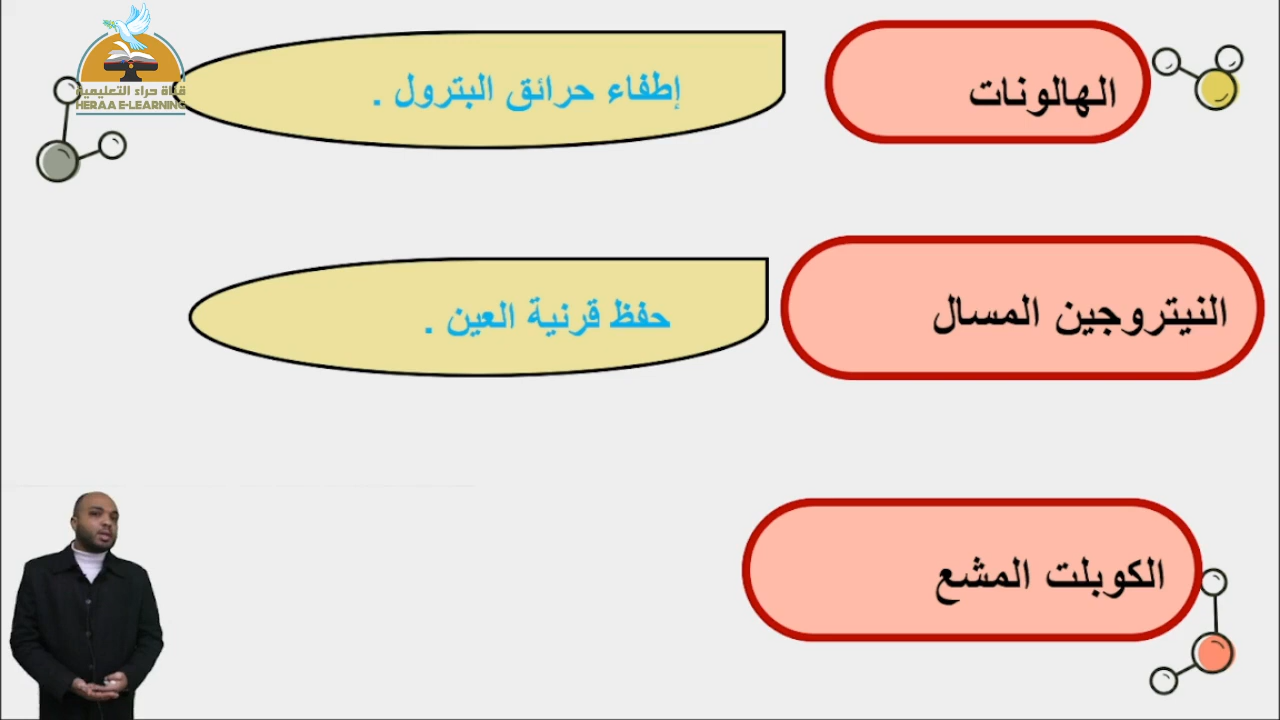 قناة حراء التعليمية
HERAA E-LEARNING
الهالونات
إطفاء حرائق البترول .
النيتروجين المسال
حفظ قرنية العين .
الكوبلت المشع